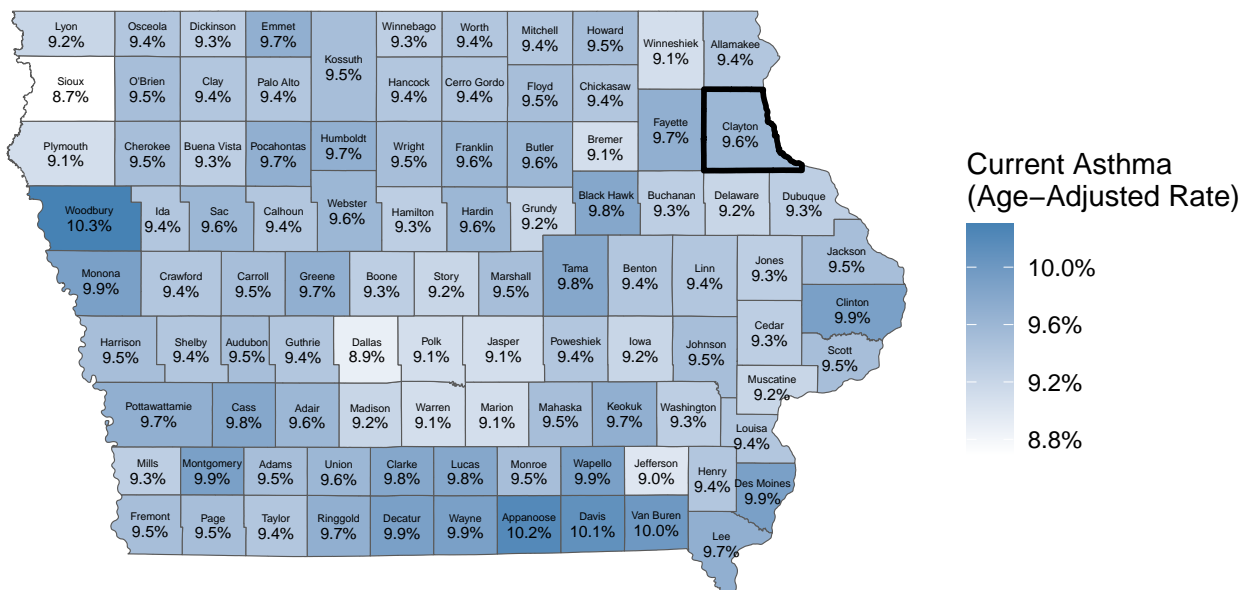 Lyon
9.2%
Osceola
9.4%
Dickinson
9.3%
Emmet
9.7%
Kossuth
9.5%
Winnebago
9.3%
Worth
9.4%
Mitchell
9.4%
Howard
9.5%
Winneshiek
9.1%
Allamakee
9.4%
Sioux
8.7%
O'Brien
9.5%
Clay
9.4%
Palo Alto
9.4%
Hancock
9.4%
Cerro Gordo
9.4%
Floyd
9.5%
Chickasaw
9.4%
Fayette
9.7%
Clayton
9.6%
Plymouth
9.1%
Cherokee
9.5%
Buena Vista
9.3%
Pocahontas
9.7%
Humboldt
9.7%
Wright
9.5%
Franklin
9.6%
Butler
9.6%
Bremer
9.1%
Woodbury
10.3%
Ida
9.4%
Sac
9.6%
Calhoun
9.4%
Webster
9.6%
Hamilton
9.3%
Hardin
9.6%
Grundy
9.2%
Black Hawk
9.8%
Buchanan
9.3%
Delaware
9.2%
Dubuque
9.3%
Monona
9.9%
Crawford
9.4%
Carroll
9.5%
Greene
9.7%
Boone
9.3%
Story
9.2%
Marshall
9.5%
Tama
9.8%
Benton
9.4%
Linn
9.4%
Jones
9.3%
Jackson
9.5%
Clinton
9.9%
Harrison
9.5%
Shelby
9.4%
Audubon
9.5%
Guthrie
9.4%
Dallas
8.9%
Polk
9.1%
Jasper
9.1%
Poweshiek
9.4%
Iowa
9.2%
Johnson
9.5%
Cedar
9.3%
Scott
9.5%
Muscatine
9.2%
Pottawattamie
9.7%
Cass
9.8%
Adair
9.6%
Madison
9.2%
Warren
9.1%
Marion
9.1%
Mahaska
9.5%
Keokuk
9.7%
Washington
9.3%
Louisa
9.4%
Mills
9.3%
Montgomery
9.9%
Adams
9.5%
Union
9.6%
Clarke
9.8%
Lucas
9.8%
Monroe
9.5%
Wapello
9.9%
Jefferson
9.0%
Henry
9.4%
Des Moines
9.9%
Fremont
9.5%
Page
9.5%
Taylor
9.4%
Ringgold
9.7%
Decatur
9.9%
Wayne
9.9%
Appanoose
10.2%
Davis
10.1%
Van Buren
10.0%
Lee
9.7%
Current Asthma
(Age−Adjusted Rate)
10.0%
9.6%
9.2%
8.8%